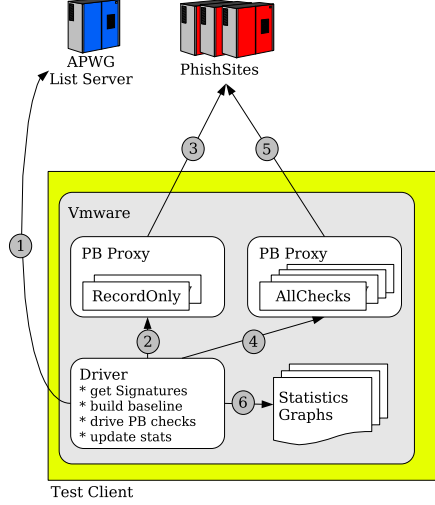 APWG
List Server
PhishSites
3
5
1
Vmware
PB Proxy
RecordOnly
PB Proxy
AllChecks
2
4
Driver
* get Signatures
* build baseline
* drive PB checks
* update stats
6
Statistics
Graphs
Test Client